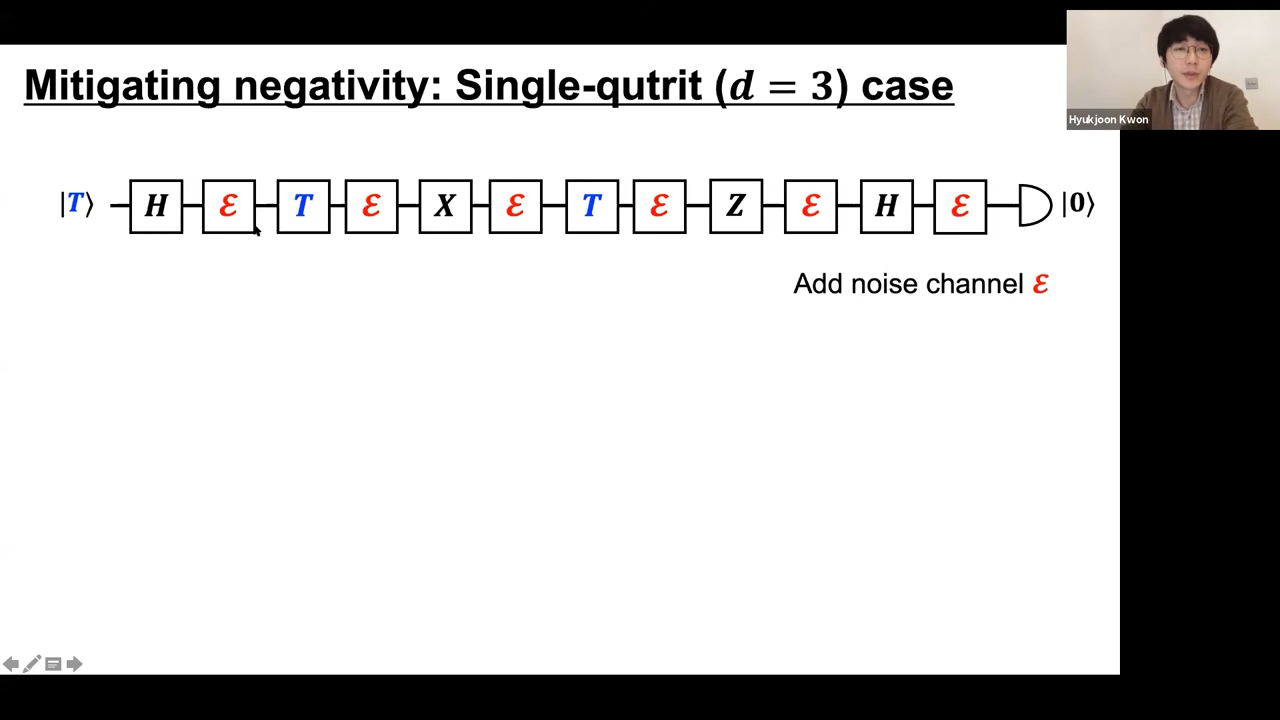 Mitigating negativity: Single-qutrit (d = 3) case
Hyukjoon Kwon
|T⟩ H ℰ T ℰ X ℰ T ℰ Z ℰ H ℰ |0⟩
Add noise channel ℰ